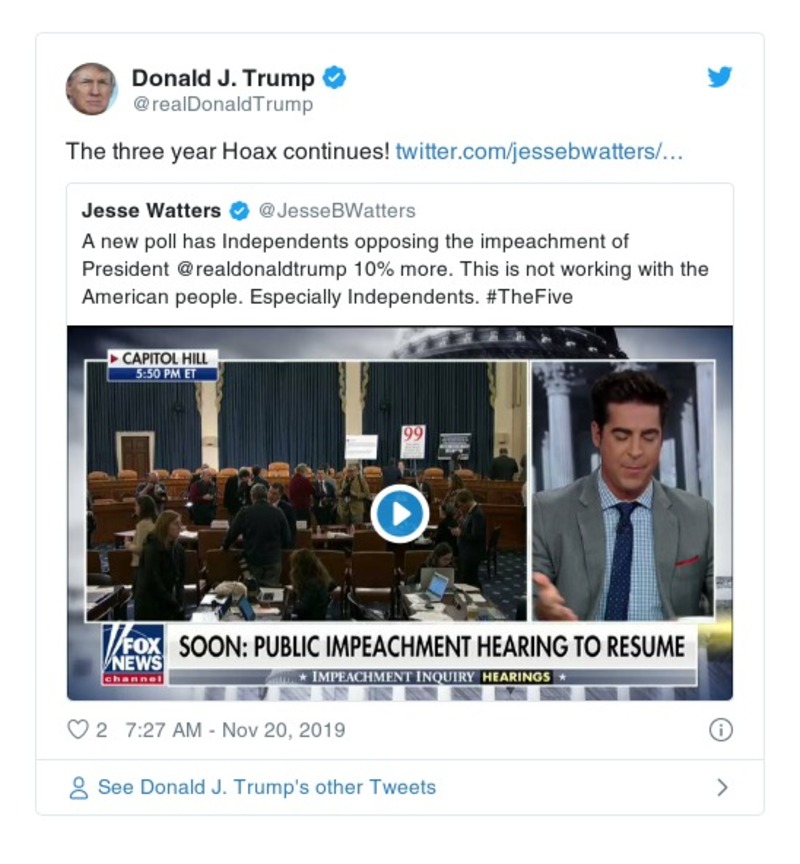 Donald J. Trump
@realDonaldTrump
The three year Hoax continues! twitter.com/jessebwatters/…
Jesse Watters @JesseBWatters
A new poll has Independents opposing the impeachment of
President @realdonaldtrump 10% more. This is not working with the
American people. Especially Independents. #TheFive
CAPITOL HILL
5:50 PM ET
99
FOX
NEWS
channel
SOON: PUBLIC IMPEACHMENT HEARING TO RESUME
★ IMPEACHMENT INQUIRY HEARINGS ★
2 7:27 AM - Nov 20, 2019
See Donald J. Trump's other Tweets